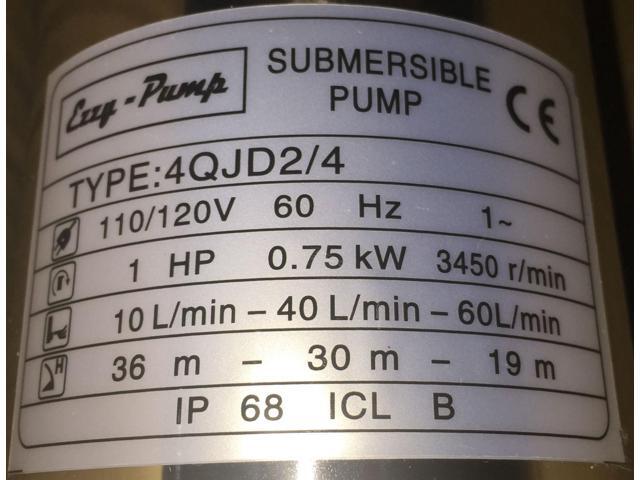 Ezzy-Pump
SUBMERSIBLE
PUMP
CE
TYPE:4QJD2/4
110/120V 60 Hz 1~
1 HP 0.75 kW 3450 r/min
10 L/min – 40 L/min – 60L/min
H
36 m – 30 m – 19 m
IP 68 ICL B